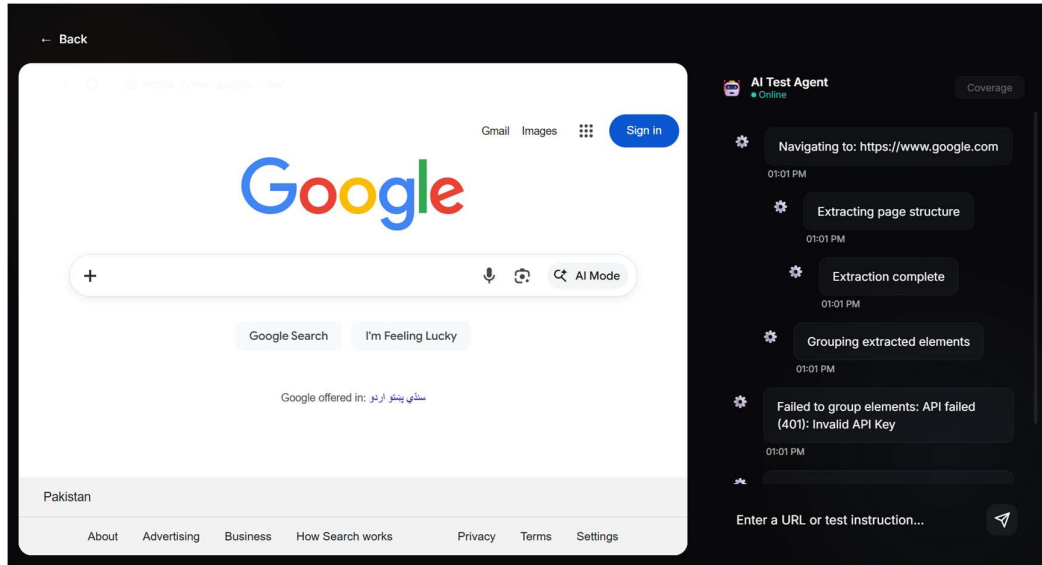 ← Back
Gmail Images Sign in
Google
AI Mode
Google Search I'm Feeling Lucky
Google offered in: اردو پښتو سنڌي
Pakistan
About Advertising Business How Search works Privacy Terms Settings
AI Test Agent
Online
Coverage
Navigating to: https://www.google.com
01:01 PM
Extracting page structure
01:01 PM
Extraction complete
01:01 PM
Grouping extracted elements
01:01 PM
Failed to group elements: API failed
(401): Invalid API Key
01:01 PM
Enter a URL or test instruction...